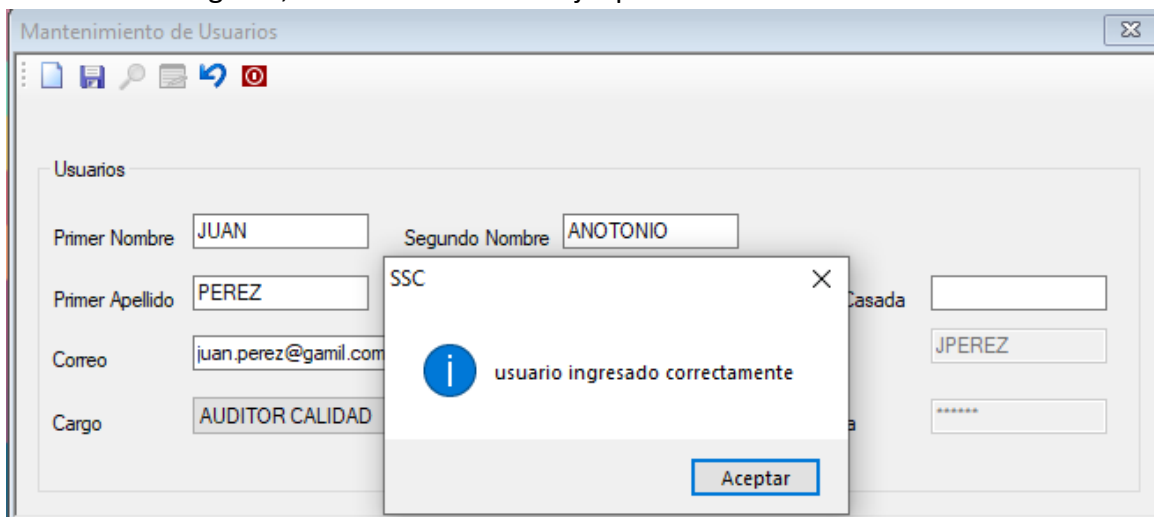 Mantenimiento de Usuarios
Usuarios
Primer Nombre JUAN Segundo Nombre ANOTONIO
SSC
Primer Apellido PEREZ Casada
Correo juan.perez@gamil.com JPEREZ
usuario ingresado correctamente
Cargo AUDITOR CALIDAD a ******
Aceptar